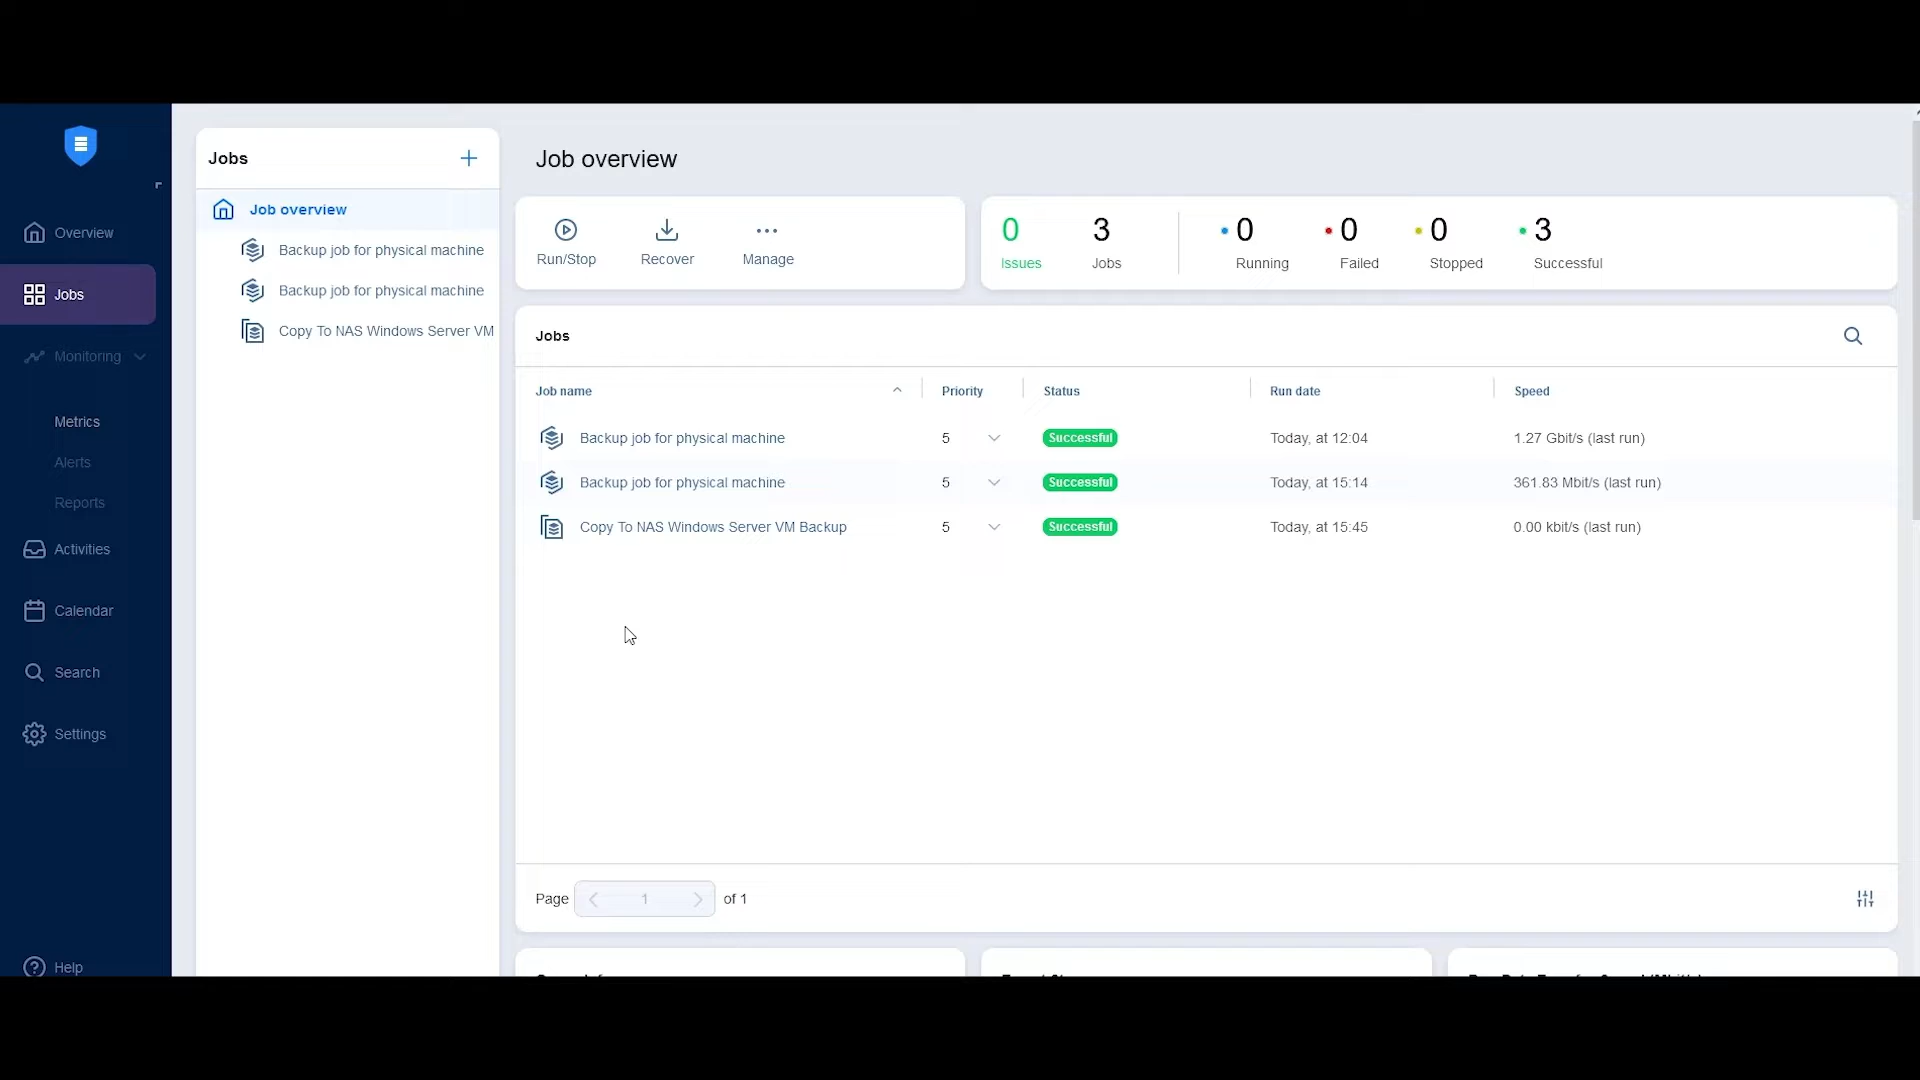 Overview
Jobs
Monitoring
Metrics
Alerts
Reports
Activities
Calendar
Search
Settings
Help
Jobs
Job overview
Backup job for physical machine
Backup job for physical machine
Copy To NAS Windows Server VM
Job overview
Run/Stop
Recover
Manage
0
Issues
3
Jobs
0
Running
0
Failed
0
Stopped
3
Successful
Jobs
Job name Priority Status Run date Speed
Backup job for physical machine 5 Successful Today, at 12:04 1.27 Gbit/s (last run)
Backup job for physical machine 5 Successful Today, at 15:14 361.83 Mbit/s (last run)
Copy To NAS Windows Server VM Backup 5 Successful Today, at 15:45 0.00 kbit/s (last run)
Page 1 of 1